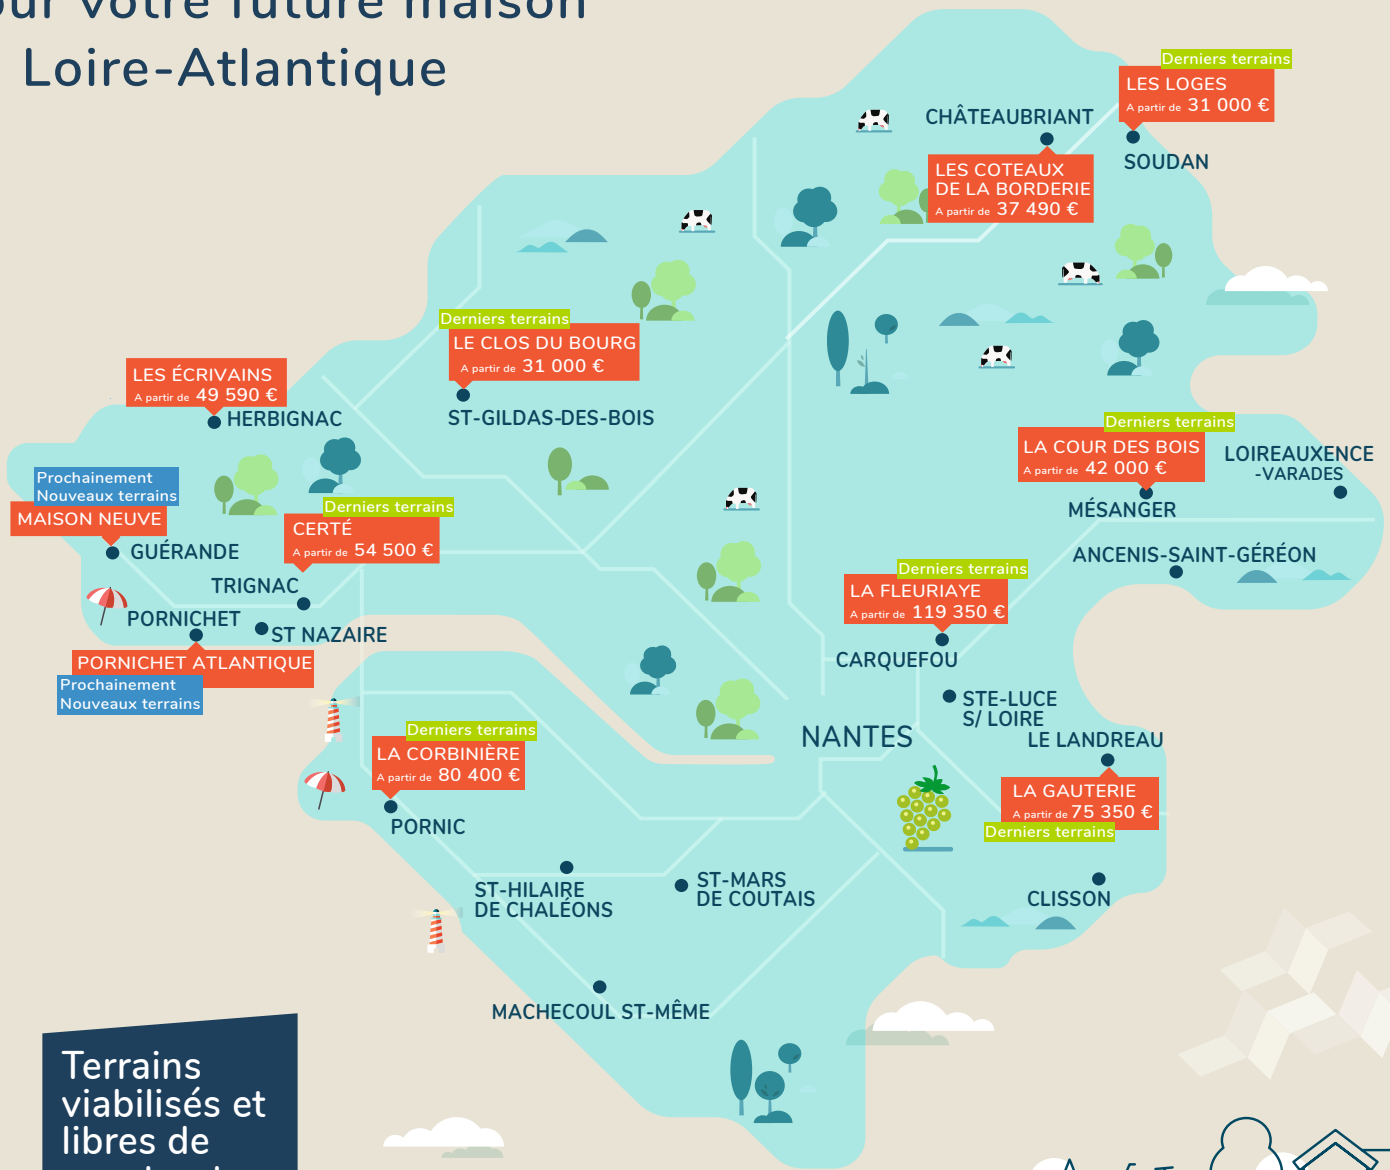 votre future maison
Loire-Atlantique
Derniers terrains
LES LOGES
A partir de 31 000 €
SOUDAN
CHÂTEAUBRIANT
LES COTEAUX
DE LA BORDERIE
A partir de 37 490 €
Derniers terrains
LE CLOS DU BOURG
A partir de 31 000 €
ST-GILDAS-DES-BOIS
LES ÉCRIVAINS
A partir de 49 590 €
HERBIGNAC
Prochainement
Nouveaux terrains
MAISON NEUVE
GUÉRANDE
Derniers terrains
CERTÉ
A partir de 54 500 €
TRIGNAC
PORNICHET
ST NAZAIRE
PORNICHET ATLANTIQUE
Prochainement
Nouveaux terrains
Derniers terrains
LA COUR DES BOIS
A partir de 42 000 €
MÉSANGER
LOIREAUXENCE
-VARADES
ANCENIS-SAINT-GÉRÉON
Derniers terrains
LA FLEURIAYE
A partir de 119 350 €
CARQUEFOU
STE-LUCE
S/ LOIRE
NANTES
LE LANDREAU
LA GAUTERIE
A partir de 75 350 €
Derniers terrains
Derniers terrains
LA CORBINIÈRE
A partir de 80 400 €
PORNIC
ST-HILAIRE
DE CHALÉONS
ST-MARS
DE COUTAIS
CLISSON
MACHECOUL ST-MÊME
Terrains
viabilisés et
libres de